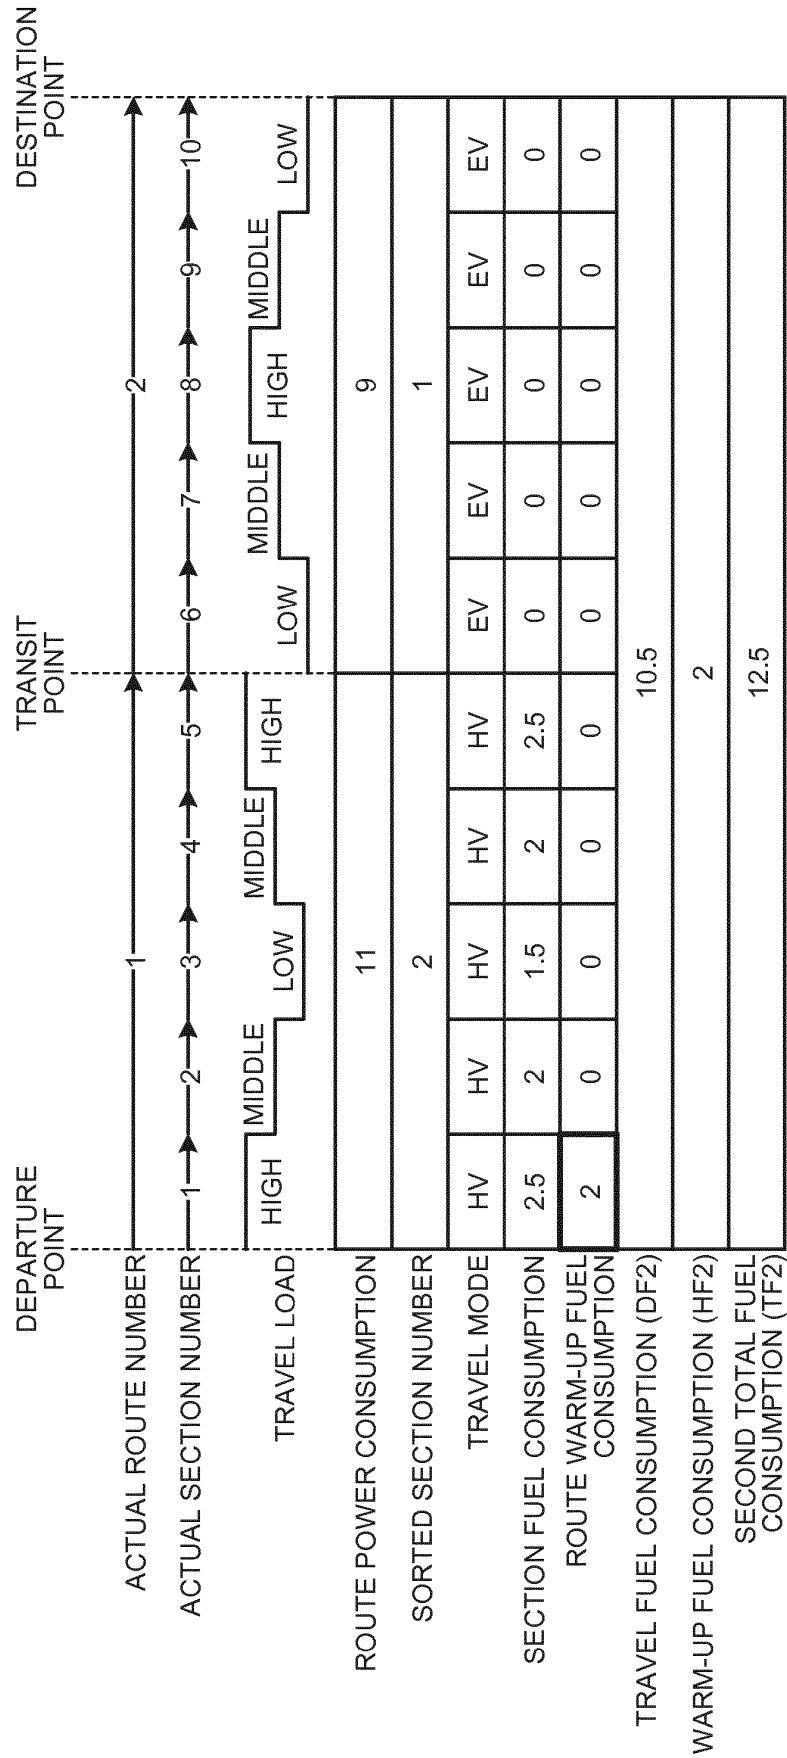 DEPARTURE
POINT
TRANSIT
POINT
DESTINATION
POINT
ACTUAL ROUTE NUMBER 1 2
ACTUAL SECTION NUMBER 1 2 3 4 5 6 7 8 9 10
TRAVEL LOAD HIGH MIDDLE LOW MIDDLE HIGH LOW MIDDLE HIGH MIDDLE LOW
ROUTE POWER CONSUMPTION 11 9
SORTED SECTION NUMBER 2 1
TRAVEL MODE HV HV HV HV HV EV EV EV EV EV
SECTION FUEL CONSUMPTION 2.5 2 1.5 2 2.5 0 0 0 0 0
ROUTE WARM-UP FUEL
CONSUMPTION 2 0 0 0 0 0 0 0 0 0
TRAVEL FUEL CONSUMPTION (DF2) 10.5
WARM-UP FUEL CONSUMPTION (HF2) 2
SECOND TOTAL FUEL
CONSUMPTION (TF2) 12.5